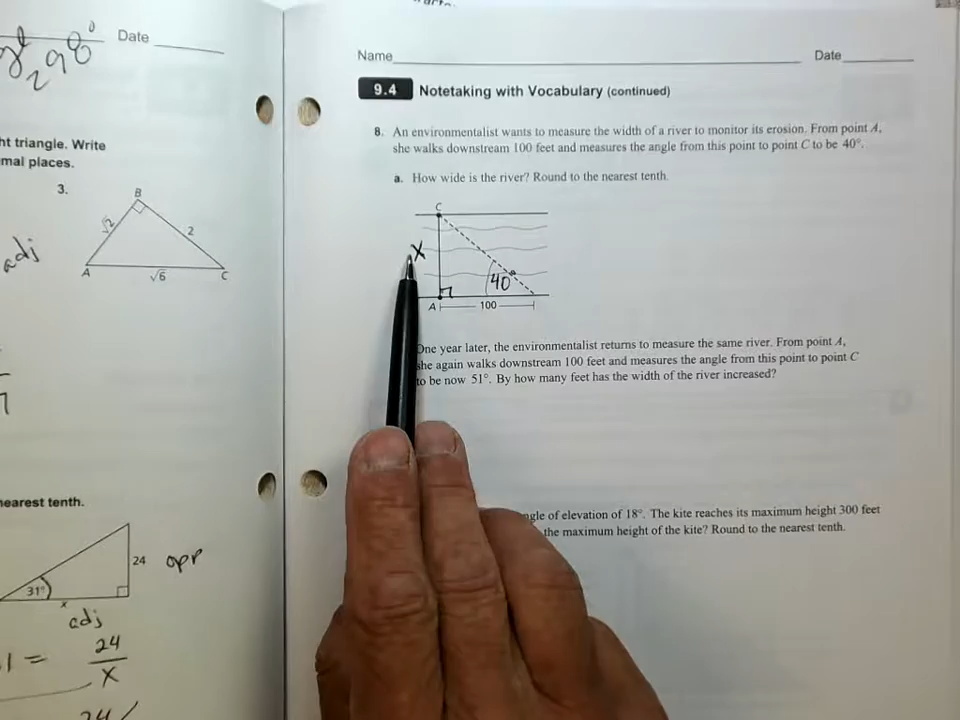 Date
98°
ht triangle. Write
mal places.
3.
B
√2
2
A
√6
C
adj
nearest tenth.
31°
24
opp
x
adj
1 = 24
x
24
Name
Date
9.4 Notetaking with Vocabulary (continued)
8. An environmentalist wants to measure the width of a river to monitor its erosion. From point A,
she walks downstream 100 feet and measures the angle from this point to point C to be 40°.
a. How wide is the river? Round to the nearest tenth.
C
X
40°
A
100
One year later, the environmentalist returns to measure the same river. From point A,
she again walks downstream 100 feet and measures the angle from this point to point C
to be now 51°. By how many feet has the width of the river increased?
ngle of elevation of 18°. The kite reaches its maximum height 300 feet
the maximum height of the kite? Round to the nearest tenth.